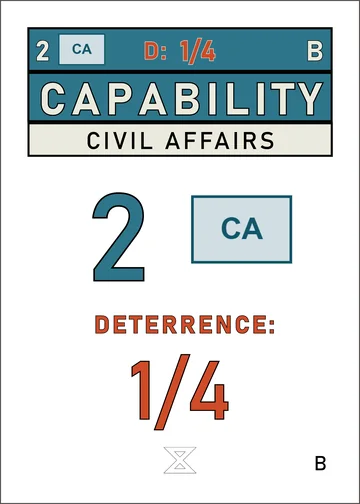 2 CA D: 1/4 B
CAPABILITY
CIVIL AFFAIRS
2 CA
DETERRENCE:
1/4
B